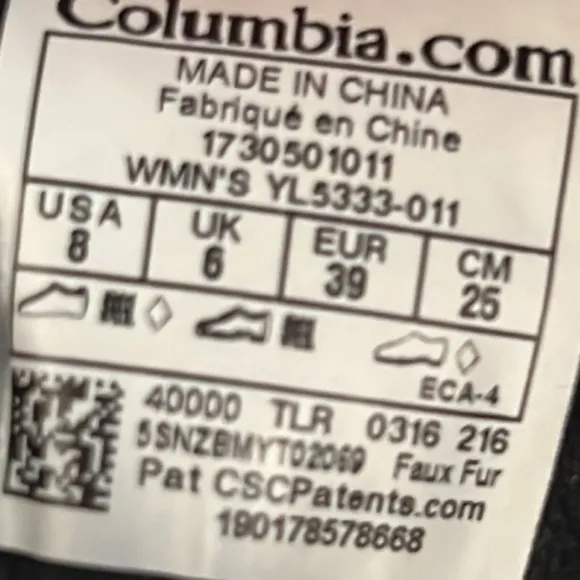 Columbia.com
MADE IN CHINA
Fabriqué en Chine
1730501011
WMN'S YL5333-011
USA UK EUR CM
8 6 39 25
ECA-4
40000 TLR 0316 216
5SNZBMYT02069 Faux Fur
Pat CSCPatents.com
190178578668